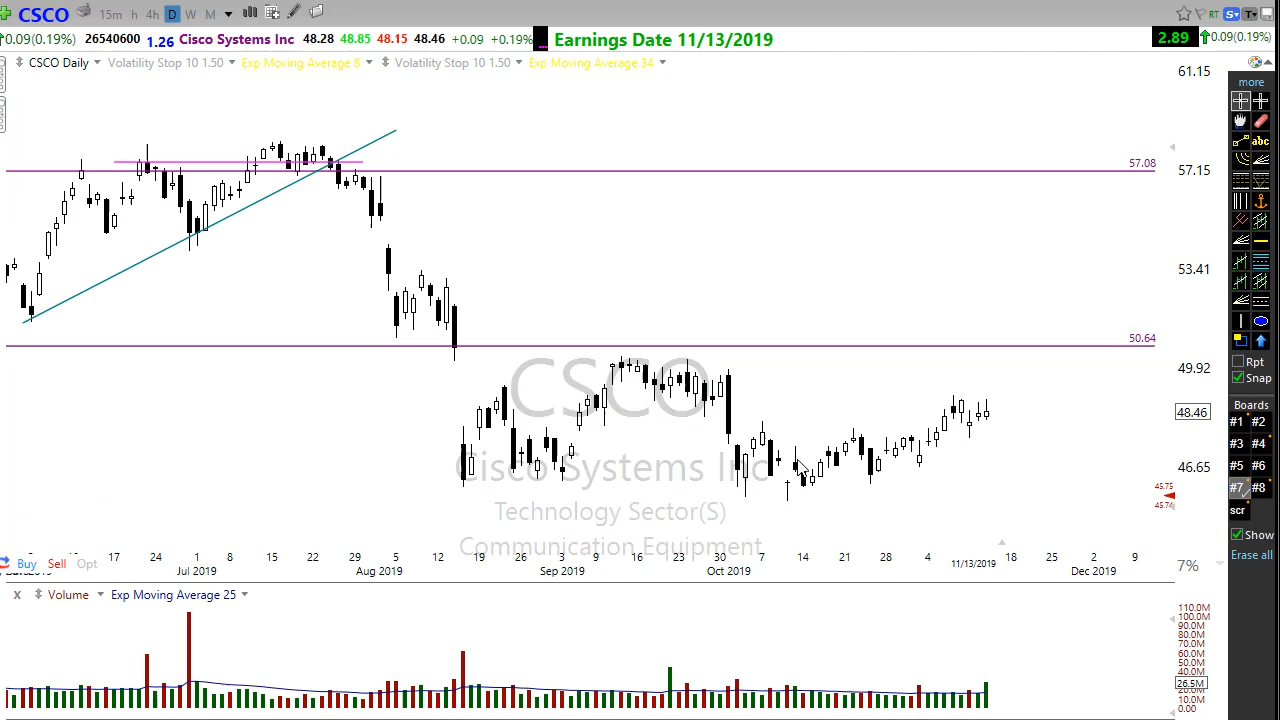 CSCO 15m h 4h D W M RT S T
0.09(0.19%) 26540600 1.26 Cisco Systems Inc 48.28 48.85 48.15 48.46 +0.09 +0.19% Earnings Date 11/13/2019 2.89 0.09(0.19%)
CSCO Daily Volatility Stop 10 1.50 Exp Moving Average 8 Volatility Stop 10 1.50 Exp Moving Average 34
61.15
more
abc
57.08
57.15
53.41
50.64
49.92
Rpt
Snap
CSCO
48.46
Boards
#1 #2
#3 #4
Cisco Systems Inc
46.65
#5 #6
45.75
#7 #8
45.74
Technology Sector(S)
scr
Communication Equipment
Show
17 24 1 8 15 22 29 5 12 19 26 3 9 16 23 30 7 14 21 28 4 11/13/2019 18 25 2 9
Erase all
Buy Sell Opt
7%
Jul 2019 Aug 2019 Sep 2019 Oct 2019 Dec 2019
x Volume Exp Moving Average 25
110.0M
100.0M
90.0M
80.0M
70.0M
60.0M
50.0M
40.0M
26.5M
20.0M
10.0M
0.00